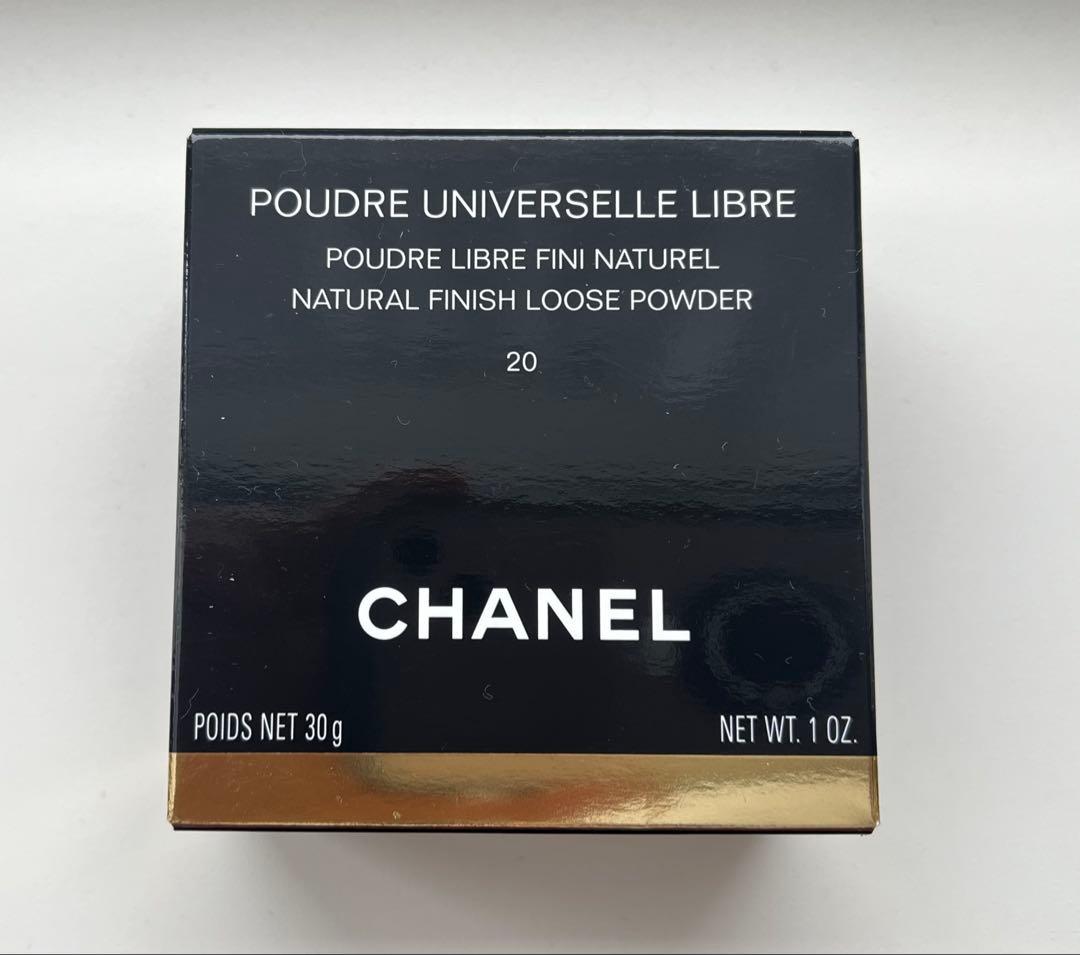 POUDRE UNIVERSELLE LIBRE
POUDRE LIBRE FINI NATUREL
NATURAL FINISH LOOSE POWDER
20
CHANEL
POIDS NET 30 g
NET WT. 1 OZ.